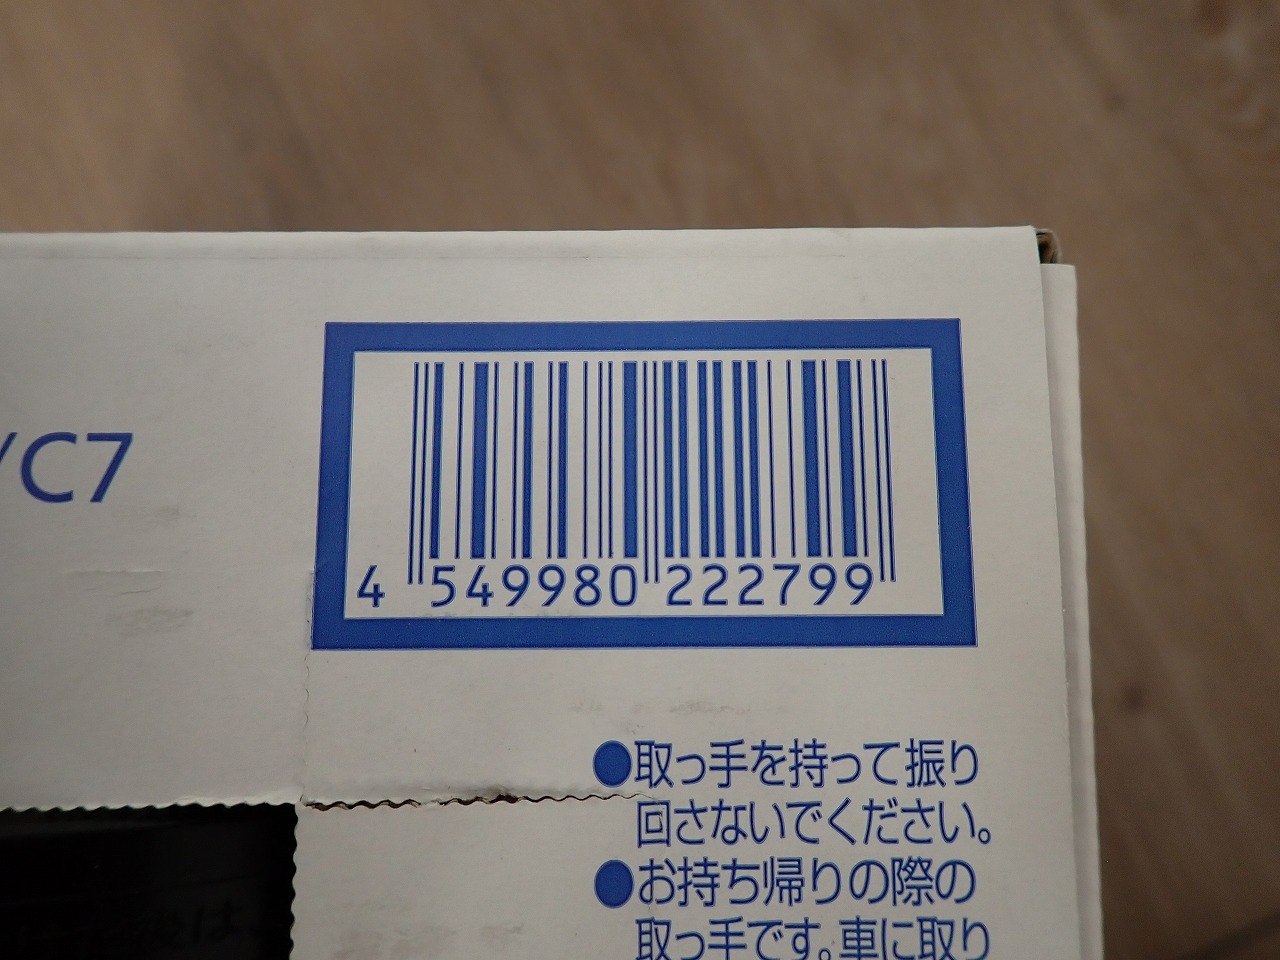 /C7
4 549980 222799
●取っ手を持って振り
回さないでください。
●お持ち帰りの際の
取っ手です。車に取り